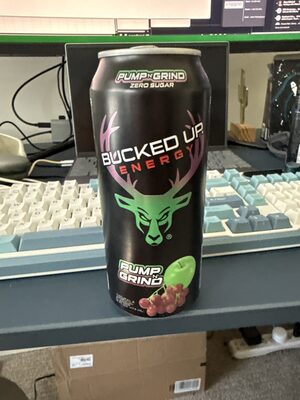 PUMP N GRIND
ZERO SUGAR
BUCKED UP
ENERGY
®
PUMP
N
GRIND